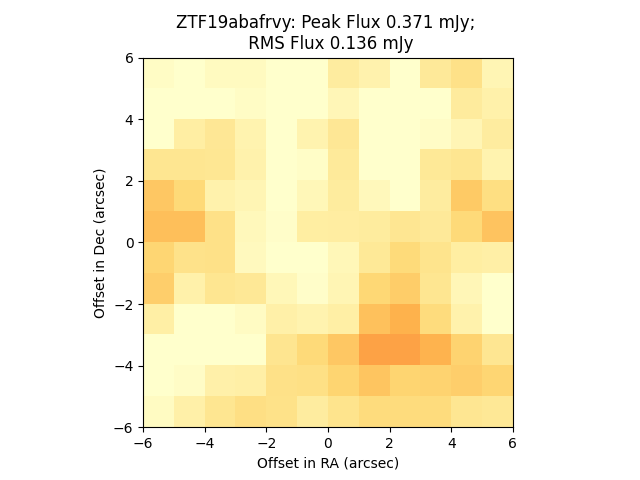 ZTF19abafrvy: Peak Flux 0.371 mJy;
RMS Flux 0.136 mJy
6
4
2
0
−2
−4
−6
Offset in Dec (arcsec)
−6 −4 −2 0 2 4 6
Offset in RA (arcsec)